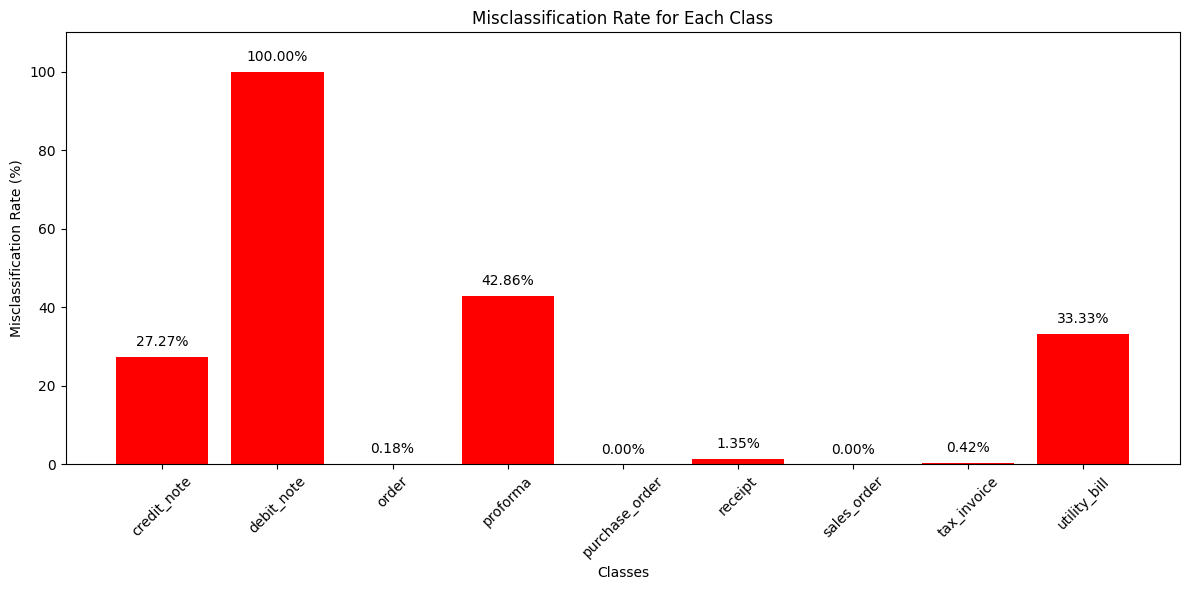 Misclassification Rate for Each Class
Misclassification Rate (%)
100
80
60
40
20
0
27.27%
100.00%
0.18%
42.86%
0.00%
1.35%
0.00%
0.42%
33.33%
credit_note
debit_note
order
proforma
purchase_order
receipt
sales_order
tax_invoice
utility_bill
Classes